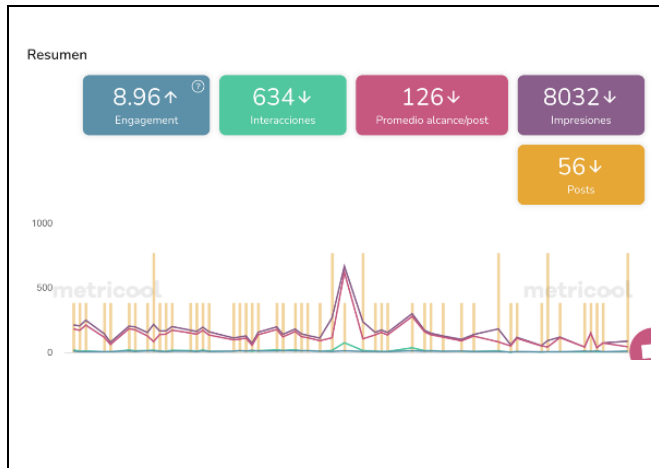 Resumen
8.96↑ ?
Engagement
634↓
Interacciones
126↓
Promedio alcance/post
8032↓
Impresiones
56↓
Posts
1000
500
0
metricool
metricool